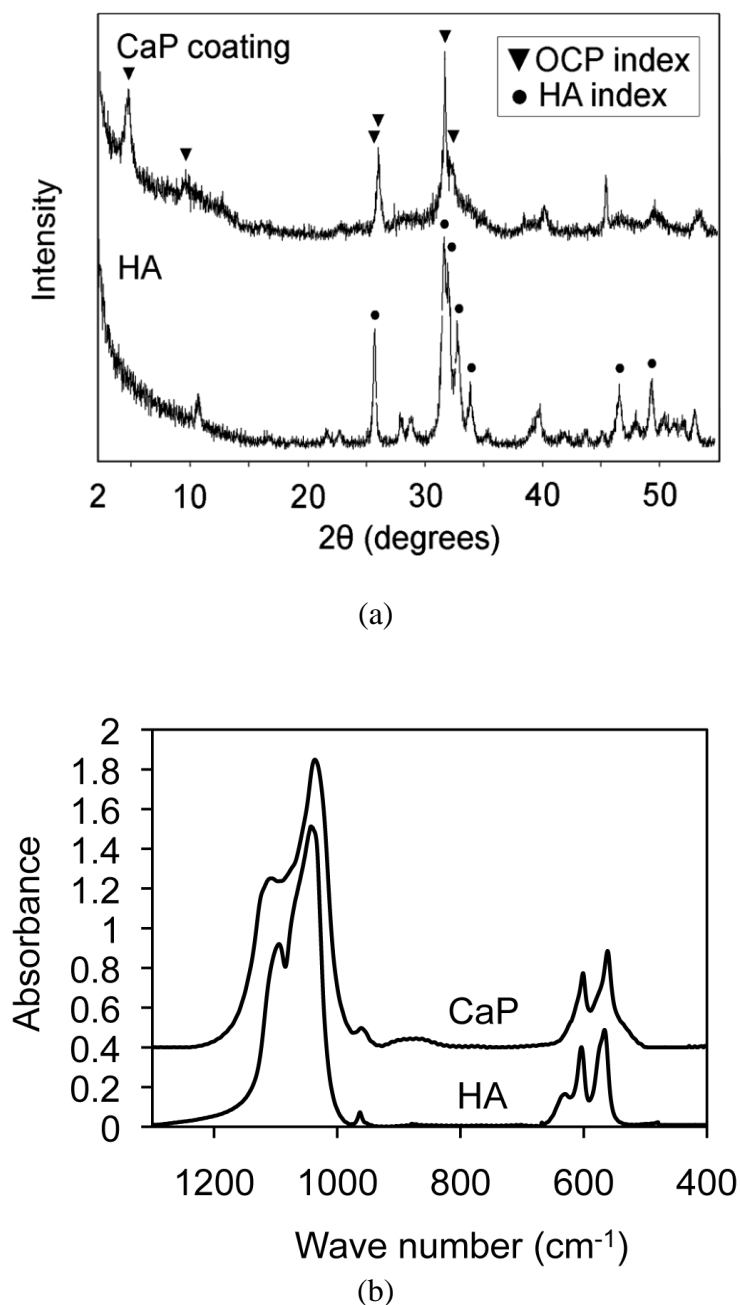 CaP coating
▼ OCP index
● HA index
HA
Intensity
2 10 20 30 40 50
2θ (degrees)
(a)
2
1.8
1.6
1.4
1.2
1
0.8
0.6
0.4
0.2
0
Absorbance
CaP
HA
1200 1000 800 600 400
Wave number (cm⁻¹)
(b)